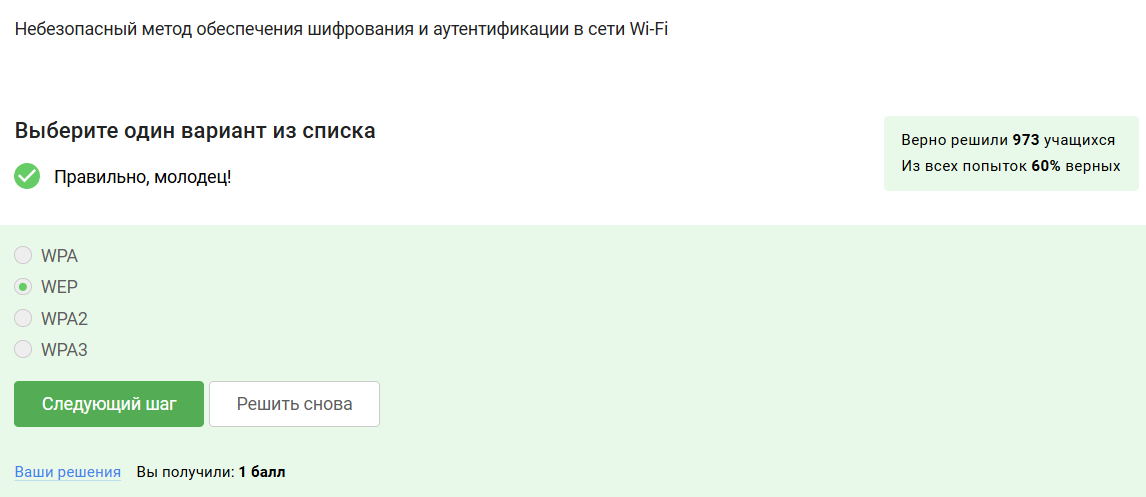 Небезопасный метод обеспечения шифрования и аутентификации в сети Wi-Fi
Выберите один вариант из списка
Правильно, молодец!
Верно решили 973 учащихся
Из всех попыток 60% верных
WPA
WEP
WPA2
WPA3
Следующий шаг
Решить снова
Ваши решения Вы получили: 1 балл